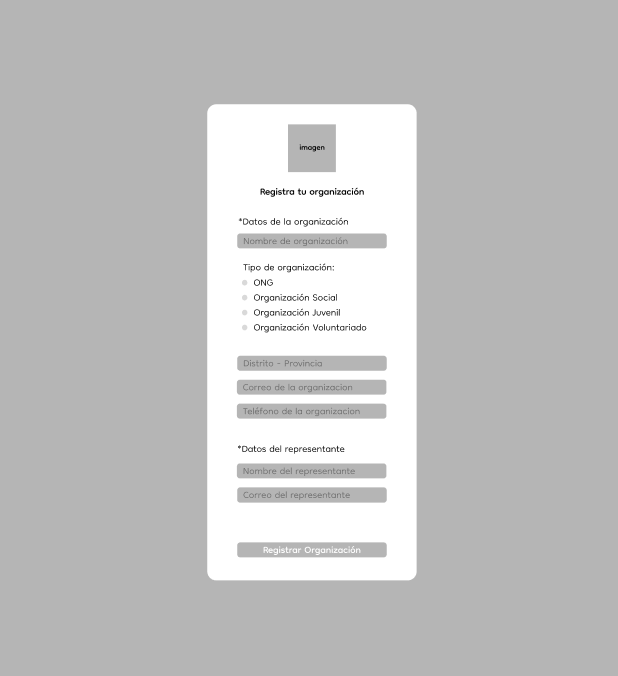 imagen
Registra tu organización
*Datos de la organización
Nombre de organización
Tipo de organización:
ONG
Organización Social
Organización Juvenil
Organización Voluntariado
Distrito - Provincia
Correo de la organizacion
Teléfono de la organizacion
*Datos del representante
Nombre del representante
Correo del representante
Registrar Organización